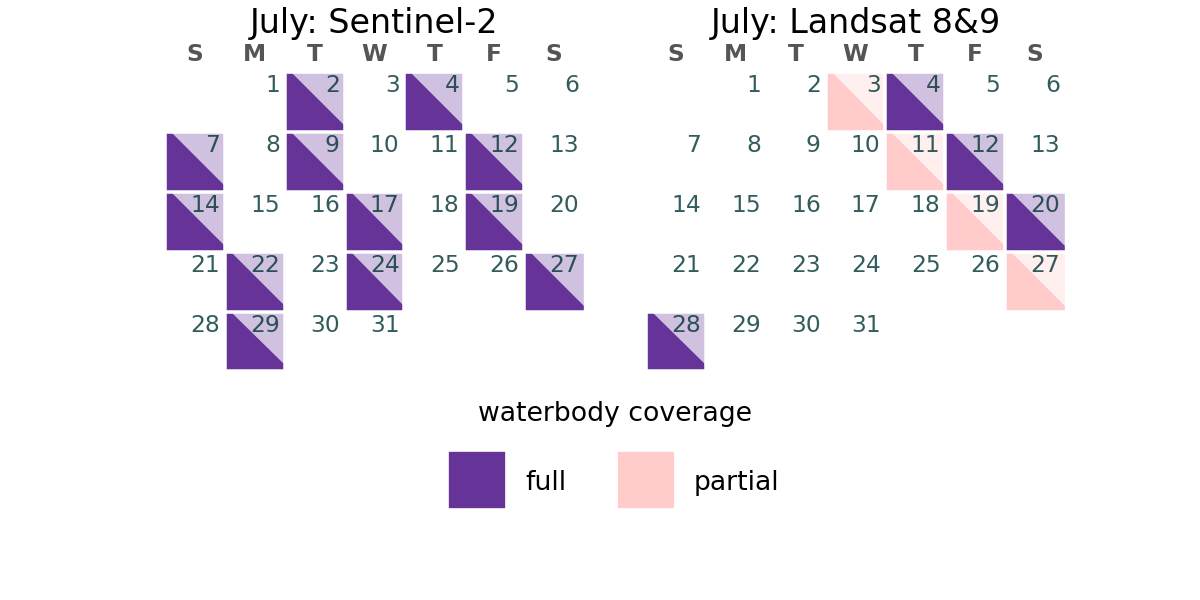 July: Sentinel-2
S M T W T F S
1 2 3 4 5 6
7 8 9 10 11 12 13
14 15 16 17 18 19 20
21 22 23 24 25 26 27
28 29 30 31
July: Landsat 8&9
S M T W T F S
1 2 3 4 5 6
7 8 9 10 11 12 13
14 15 16 17 18 19 20
21 22 23 24 25 26 27
28 29 30 31
waterbody coverage
full
partial